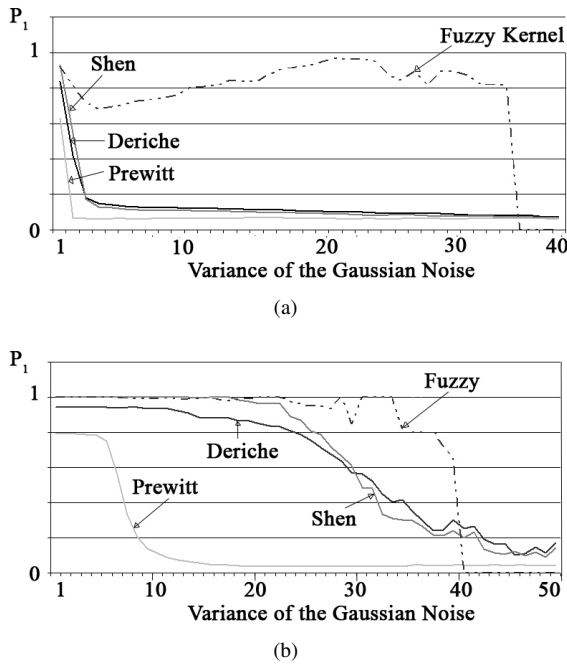 P1
1
Fuzzy Kernel
Shen
Deriche
Prewitt
0
1 10 20 30 40
Variance of the Gaussian Noise
(a)
P1
1
Fuzzy
Deriche
Prewitt
Shen
0
1 10 20 30 40 50
Variance of the Gaussian Noise
(b)